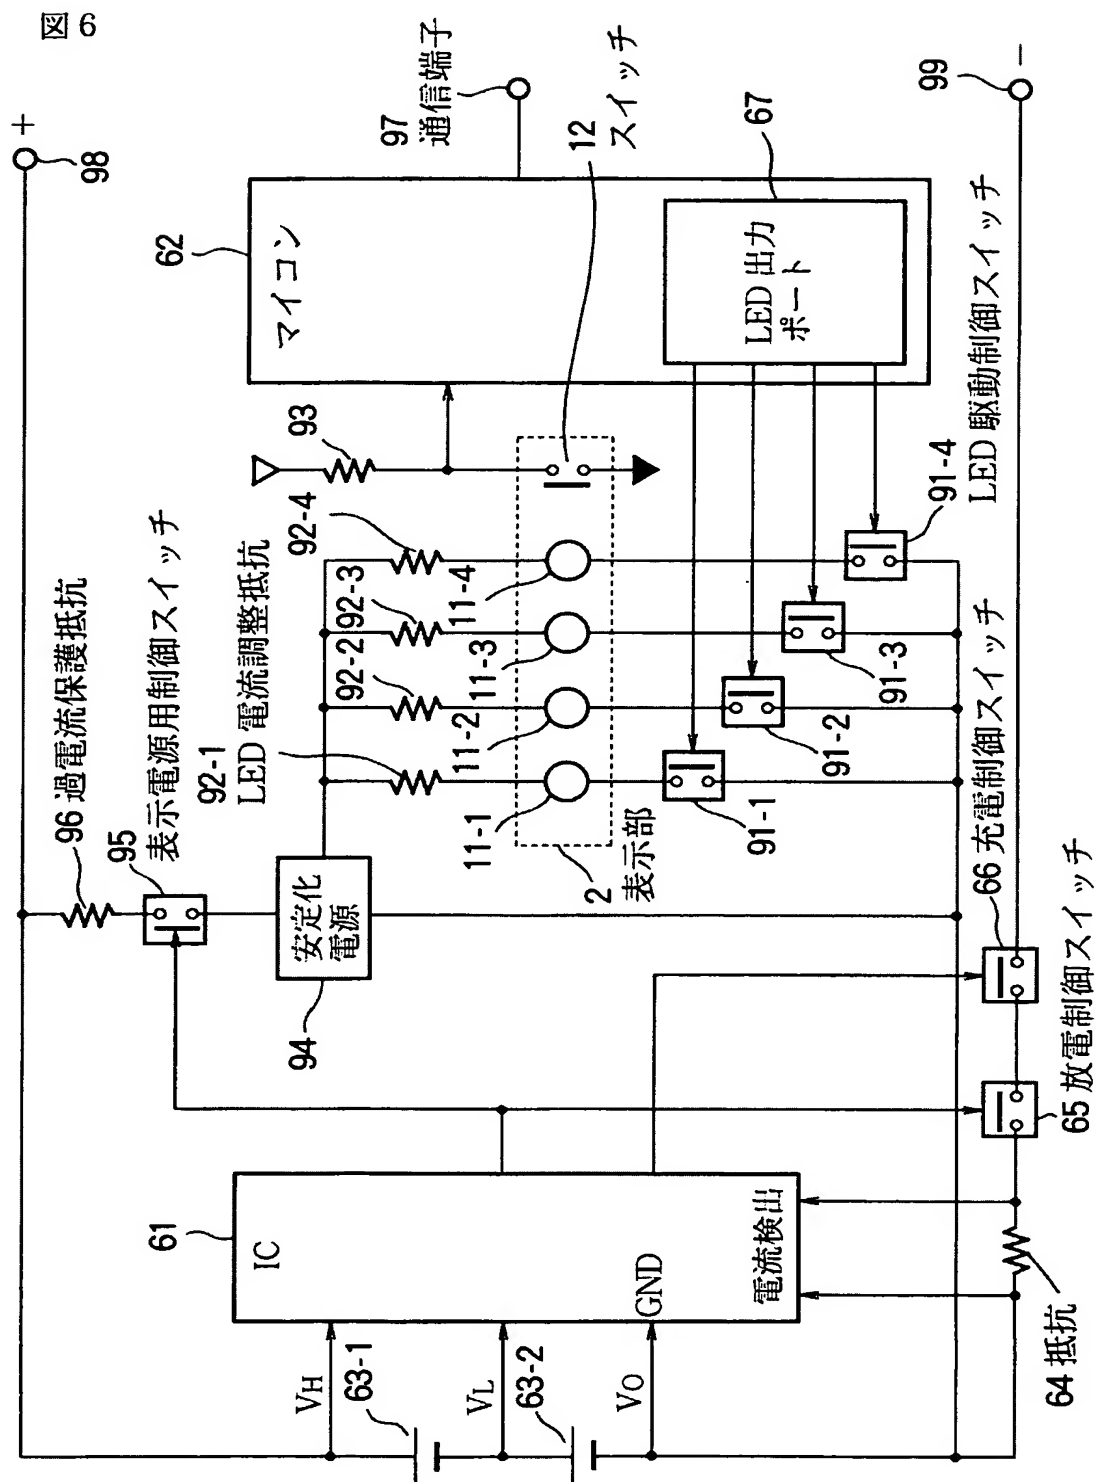 図6
+
98
96 過電流保護抵抗
95
表示電源用制御スイッチ
92-1
LED 電流調整抵抗
92-2
92-3
92-4
93
62
マイコン
97
通信端子
12
スイッチ
67
LED 出力
ポート
安定化
電源
94
11-1
11-2
11-3
11-4
2
表示部
91-1
91-2
91-3
91-4
LED 駆動制御スイッチ
99
−
66 充電制御スイッチ
65 放電制御スイッチ
61
IC
GND
電流検出
VH
63-1
VL
63-2
VO
64 抵抗